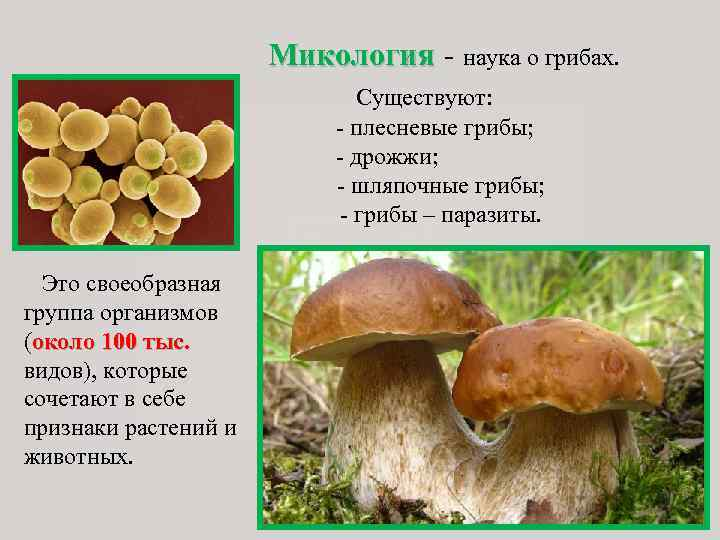 Микология - наука о грибах.
Существуют:
- плесневые грибы;
- дрожжи;
- шляпочные грибы;
- грибы – паразиты.
Это своеобразная
группа организмов
(около 100 тыс.
видов), которые
сочетают в себе
признаки растений и
животных.